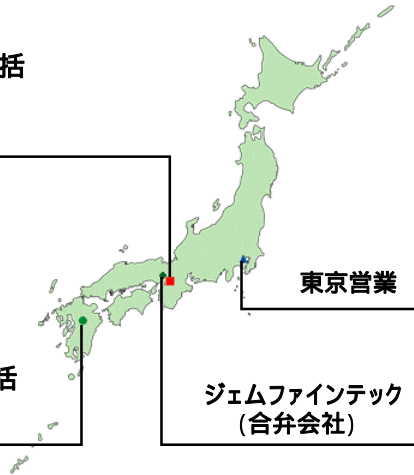 括
東京営業
括
ジェムファインテック
(合弁会社)